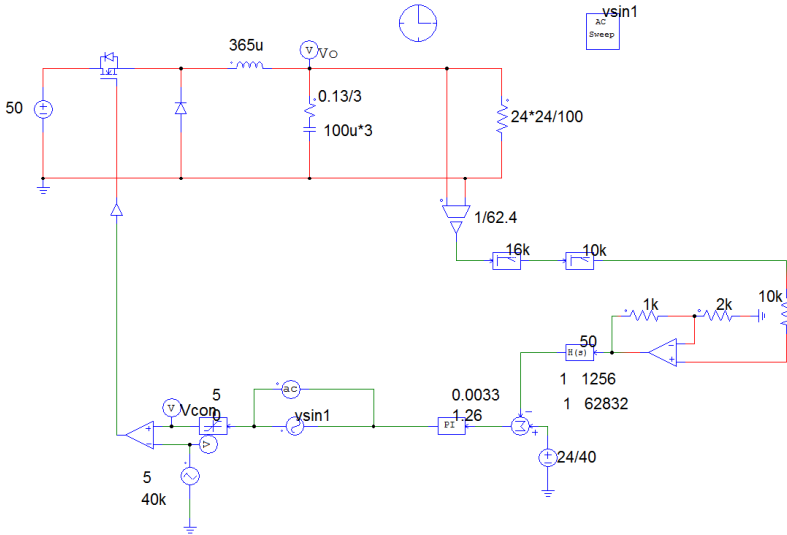 vsin1
AC
Sweep
365u
V Vo
50
0.13/3
100u*3
24*24/100
1/62.4
16k
10k
1k
2k
10k
50
H(s)
1 1256
1 62832
0.0033
1.26
PI
ac
vsin1
5
0
V Vcon
V
24/40
5
40k